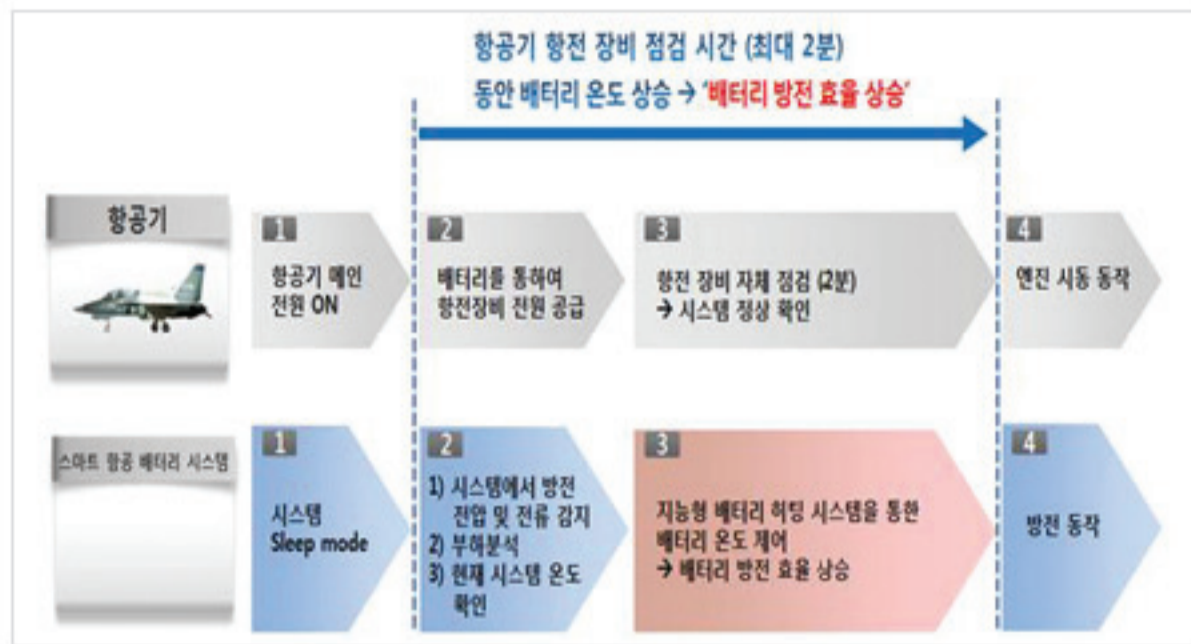 항공기 항전 장비 점검 시간 (최대 2분)
동안 배터리 온도 상승 → '배터리 방전 효율 상승'
항공기
1
항공기 메인
전원 ON
2
배터리를 통하여
항전장비 전원 공급
3
항전 장비 자체 점검 (2분)
→ 시스템 정상 확인
4
엔진 시동 동작
스마트 항공 배터리 시스템
1
시스템
Sleep mode
2
1) 시스템에서 방전
전압 및 전류 감지
2) 부하분석
3) 현재 시스템 온도
확인
3
지능형 배터리 히팅 시스템을 통한
배터리 온도 제어
→ 배터리 방전 효율 상승
4
방전 동작